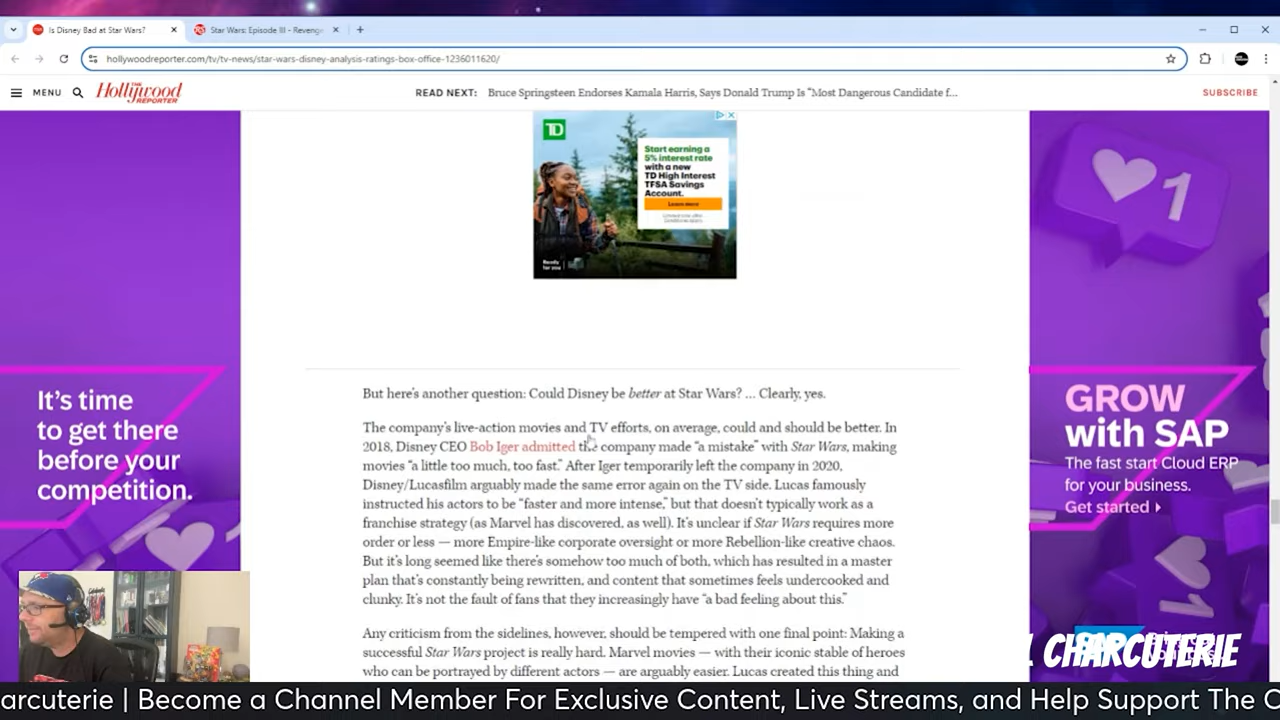 Is Disney Bad at Star Wars?
Star Wars: Episode III - Reveng
hollywoodreporter.com/tv/tv-news/star-wars-disney-analysis-ratings-box-office-1236011620/
MENU
THE
Hollywood
REPORTER
READ NEXT: Bruce Springsteen Endorses Kamala Harris, Says Donald Trump Is “Most Dangerous Candidate f...
SUBSCRIBE
TD
Start earning a
5% interest rate
with a new
TD High Interest
TFSA Savings
Account.
Learn more
Ready
for you
1
It's time
to get there
before your
competition.
GROW
with SAP
The fast start Cloud ERP
for your business.
Get started
But here's another question: Could Disney be better at Star Wars? ... Clearly, yes.
The company's live-action movies and TV efforts, on average, could and should be better. In
2018, Disney CEO Bob Iger admitted the company made “a mistake” with Star Wars, making
movies “a little too much, too fast.” After Iger temporarily left the company in 2020,
Disney/Lucasfilm arguably made the same error again on the TV side. Lucas famously
instructed his actors to be “faster and more intense,” but that doesn't typically work as a
franchise strategy (as Marvel has discovered, as well). It's unclear if Star Wars requires more
order or less — more Empire-like corporate oversight or more Rebellion-like creative chaos.
But it's long seemed like there's somehow too much of both, which has resulted in a master
plan that's constantly being rewritten, and content that sometimes feels undercooked and
clunky. It's not the fault of fans that they increasingly have “a bad feeling about this.”
Any criticism from the sidelines, however, should be tempered with one final point: Making a
successful Star Wars project is really hard. Marvel movies — with their iconic stable of heroes
who can be portrayed by different actors — are arguably easier. Lucas created this thing and
CHARCUTERIE
arcuterie | Become a Channel Member For Exclusive Content, Live Streams, and Help Support The C